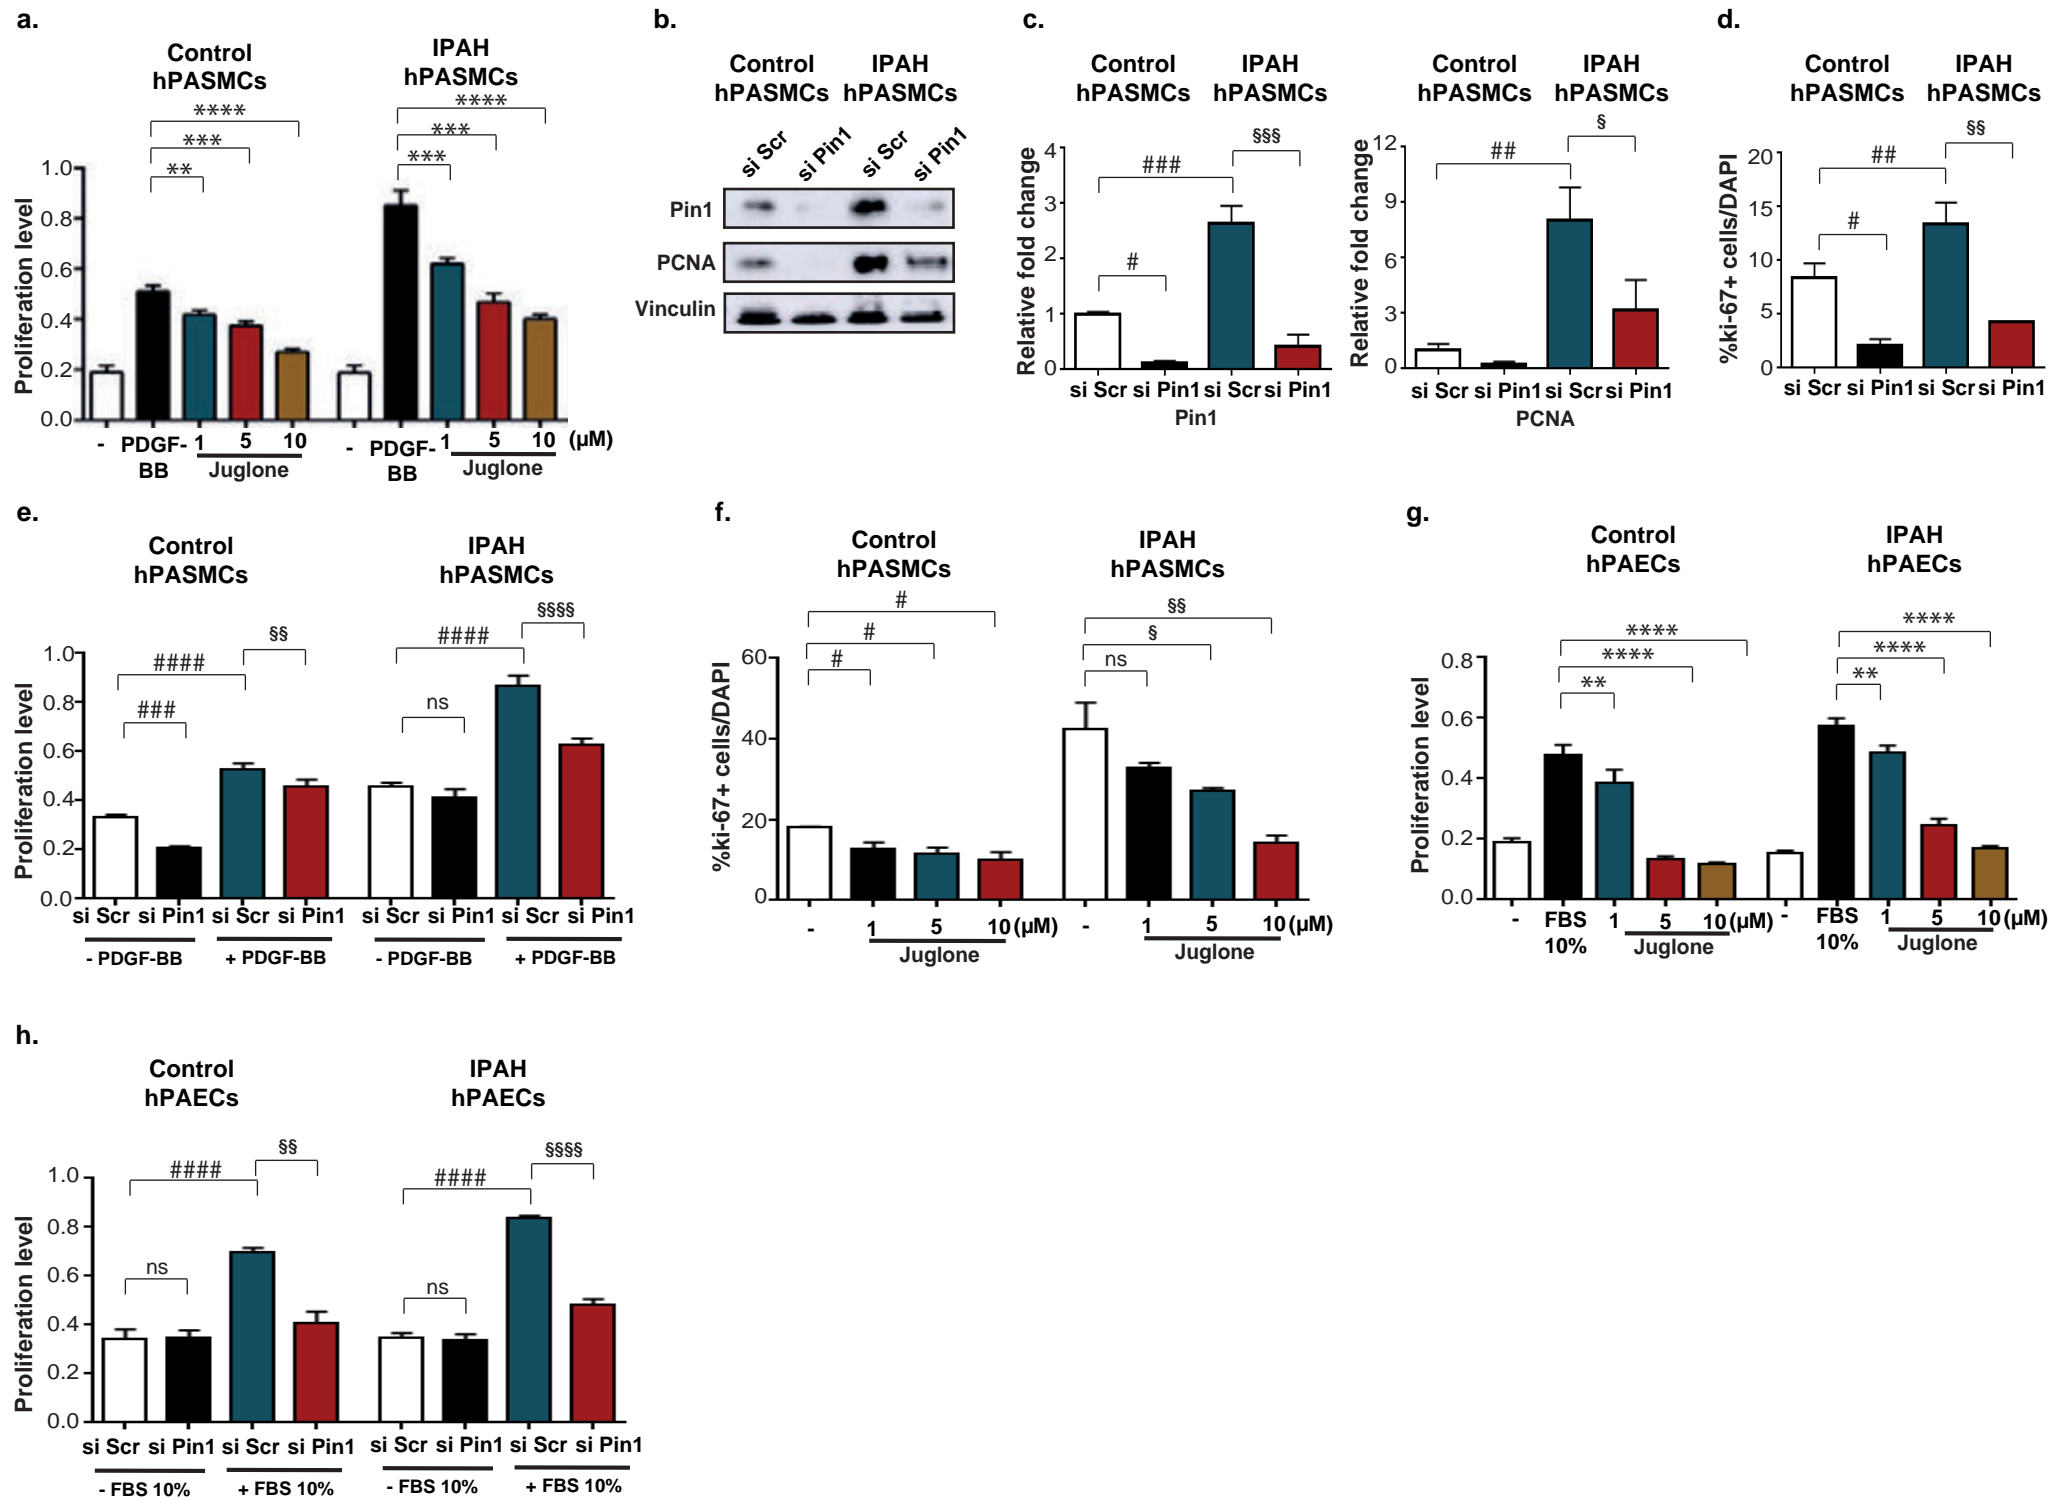 a.
Control
hPASMCs
IPAH
hPASMCs
****
***
**
****
***
***
Proliferation level
1.0
0.8
0.6
0.4
0.2
0.0
- PDGF-BB 1 5 10
Juglone
- PDGF-BB 1 5 10 (µM)
Juglone
b.
Control
hPASMCs
IPAH
hPASMCs
si Scr si Pin1 si Scr si Pin1
Pin1
PCNA
Vinculin
c.
Control
hPASMCs
IPAH
hPASMCs
§§§
###
#
Relative fold change
4
3
2
1
0
si Scr si Pin1 si Scr si Pin1
Pin1
Control
hPASMCs
IPAH
hPASMCs
§
##
Relative fold change
12
9
6
3
0
si Scr si Pin1 si Scr si Pin1
PCNA
d.
Control
hPASMCs
IPAH
hPASMCs
§§
##
#
%ki-67+ cells/DAPI
20
15
10
5
0
si Scr si Pin1 si Scr si Pin1
e.
Control
hPASMCs
IPAH
hPASMCs
§§
####
###
§§§§
####
ns
Proliferation level
1.0
0.8
0.6
0.4
0.2
0.0
si Scr si Pin1 si Scr si Pin1 si Scr si Pin1 si Scr si Pin1
- PDGF-BB + PDGF-BB - PDGF-BB + PDGF-BB
f.
Control
hPASMCs
IPAH
hPASMCs
#
#
#
§§
§
ns
%ki-67+ cells/DAPI
60
40
20
0
- 1 5 10 (µM) - 1 5 10 (µM)
Juglone Juglone
g.
Control
hPAECs
IPAH
hPAECs
****
****
**
****
****
**
Proliferation level
0.8
0.6
0.4
0.2
0.0
- FBS 10% 1 5 10 (µM) - FBS 10% 1 5 10 (µM)
Juglone Juglone
h.
Control
hPAECs
IPAH
hPAECs
§§
####
ns
§§§§
####
ns
Proliferation level
1.0
0.8
0.6
0.4
0.2
0.0
si Scr si Pin1 si Scr si Pin1 si Scr si Pin1 si Scr si Pin1
- FBS 10% + FBS 10% - FBS 10% + FBS 10%